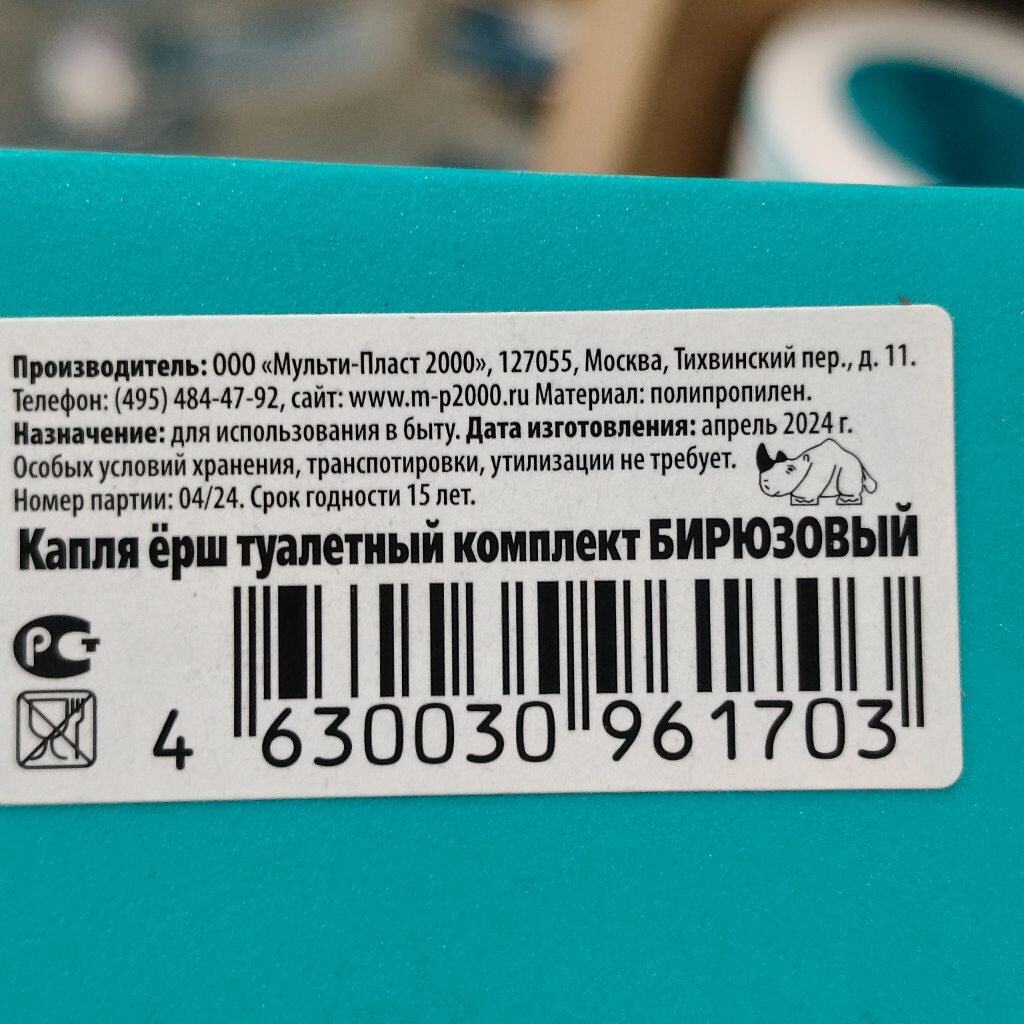 Производитель: ООО «Мульти-Пласт 2000», 127055, Москва, Тихвинский пер., д. 11.
Телефон: (495) 484-47-92, сайт: www.m-p2000.ru Материал: полипропилен.
Назначение: для использования в быту. Дата изготовления: апрель 2024 г.
Особых условий хранения, транспотировки, утилизации не требует.
Номер партии: 04/24. Срок годности 15 лет.
Капля ёрш туалетный комплект БИРЮЗОВЫЙ
РСТ
4 630030 961703